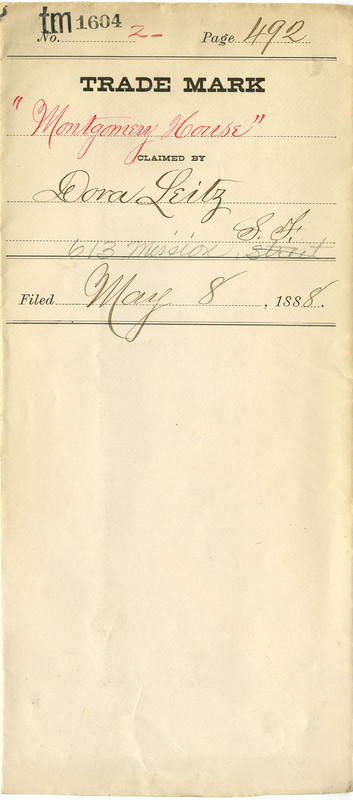 tm 1604
No. 2- Page 492
TRADE MARK
"Montgomery House"
CLAIMED BY
Dora Leitz
S. F.
613 Mission street
Filed May 8, 1888.